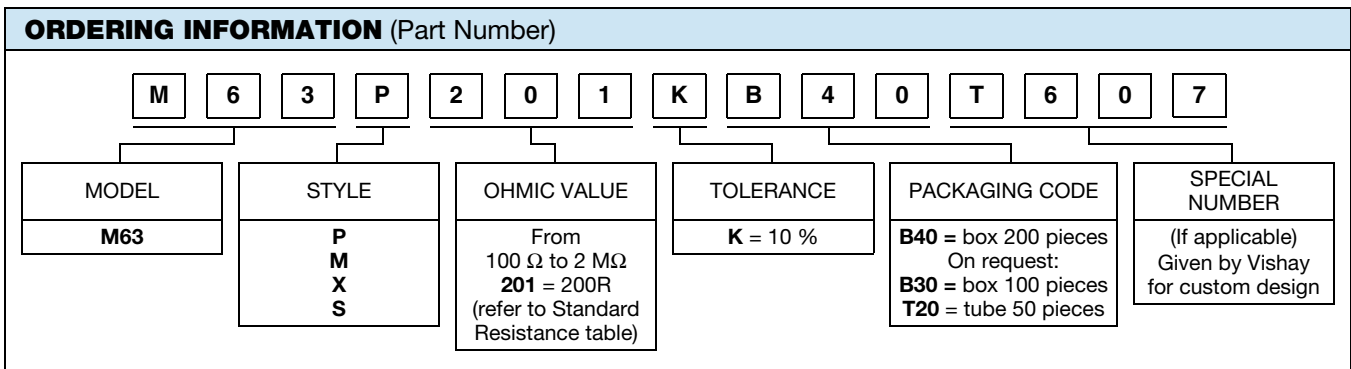 ORDERING INFORMATION (Part Number)
M 6 3 P 2 0 1 K B 4 0 T 6 0 7
MODEL
M63
STYLE
P
M
X
S
OHMIC VALUE
From
100 Ω to 2 MΩ
201 = 200R
(refer to Standard
Resistance table)
TOLERANCE
K = 10 %
PACKAGING CODE
B40 = box 200 pieces
On request:
B30 = box 100 pieces
T20 = tube 50 pieces
SPECIAL
NUMBER
(If applicable)
Given by Vishay
for custom design